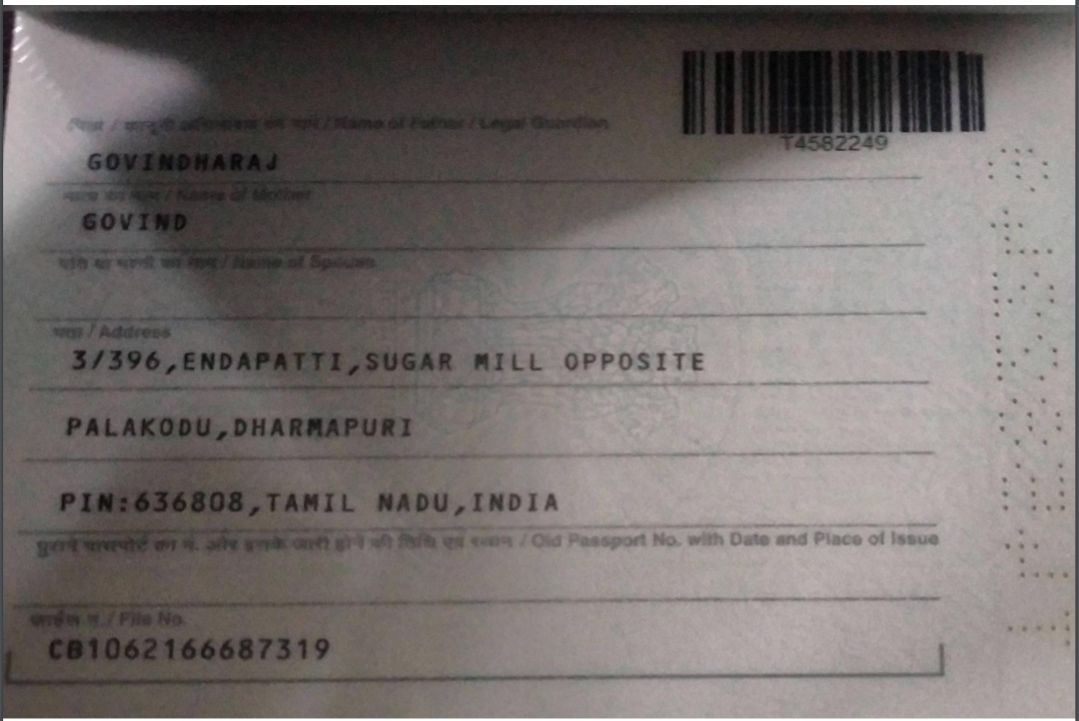 T4582249
पिता / कानूनी अभिभावक का नाम / Name of Father / Legal Guardian
GOVINDHARAJ
माता का नाम / Name of Mother
GOVIND
पति या पत्नी का नाम / Name of Spouse
पता / Address
3/396,ENDAPATTI,SUGAR MILL OPPOSITE
PALAKODU,DHARMAPURI
PIN:636808,TAMIL NADU,INDIA
पुराने पासपोर्ट का नं. और इसके जारी होने की तिथि एवं स्थान / Old Passport No. with Date and Place of Issue
फाईल नं./ File No.
CB1062166687319